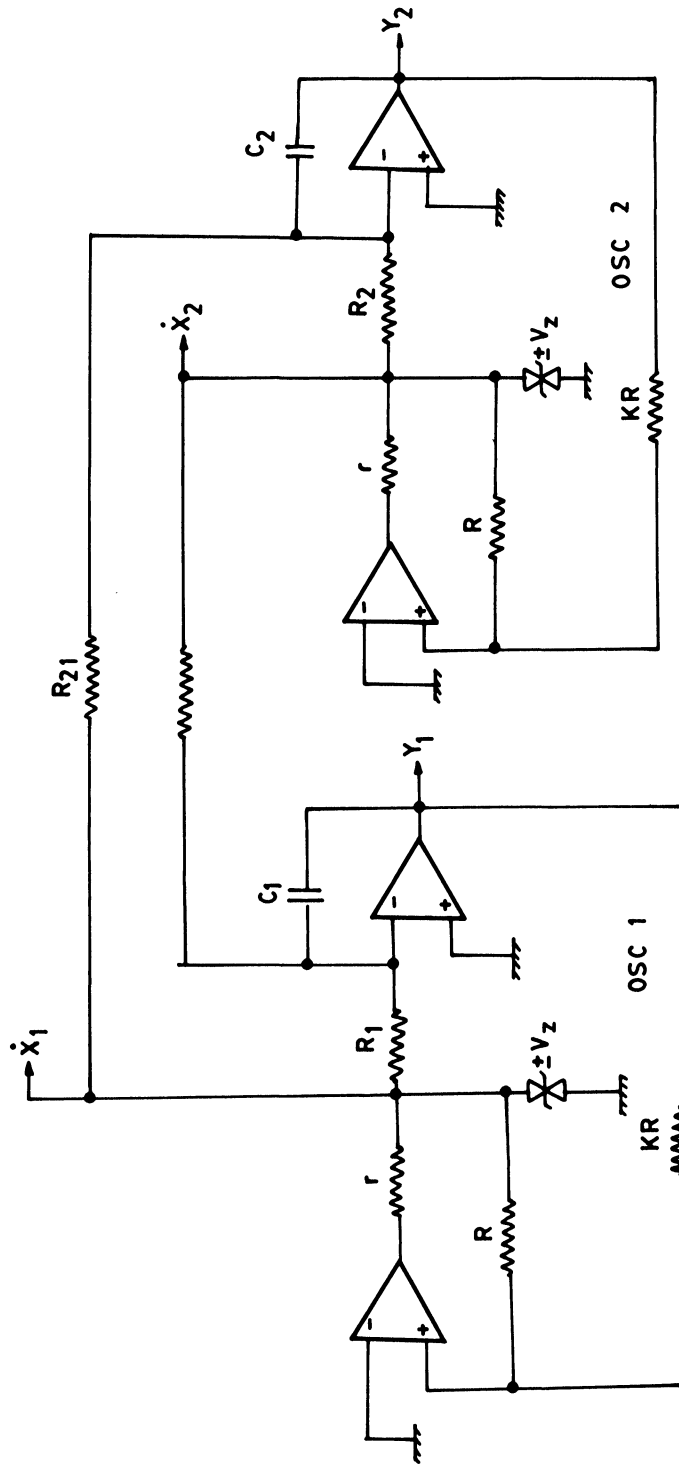 Ẋ1
R21
Ẋ2
C1
C2
r
R1
-
+
Y1
r
R2
-
+
Y2
-
+
R
±Vz
-
+
R
±Vz
KR
OSC 1
KR
OSC 2